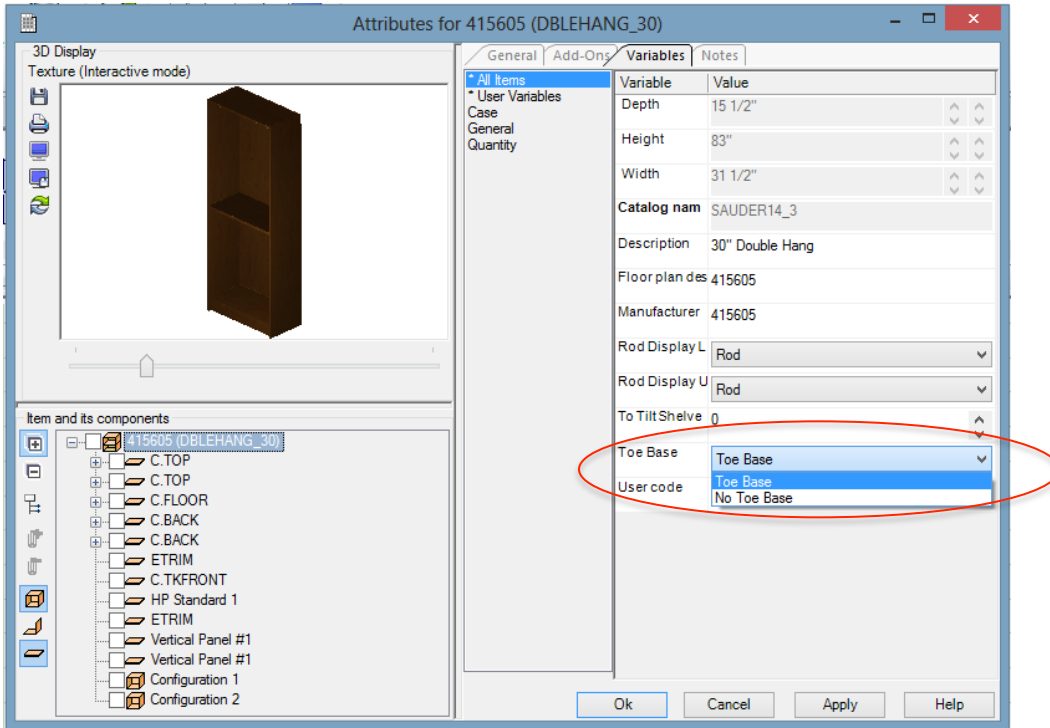 Attributes for 415605 (DBLEHANG_30)
3D Display
Texture (Interactive mode)
Item and its components
415605 (DBLEHANG_30)
C.TOP
C.TOP
C.FLOOR
C.BACK
C.BACK
ETRIM
C.TKFRONT
HP Standard 1
ETRIM
Vertical Panel #1
Vertical Panel #1
Configuration 1
Configuration 2
General Add-Ons Variables Notes
* All Items
* User Variables
Case
General
Quantity
Variable Value
Depth 15 1/2"
Height 83"
Width 31 1/2"
Catalog nam SAUDER14_3
Description 30" Double Hang
Floor plan des 415605
Manufacturer 415605
Rod Display L Rod
Rod Display U Rod
To Tilt Shelve 0
Toe Base Toe Base
Toe Base
User code
No Toe Base
Ok Cancel Apply Help